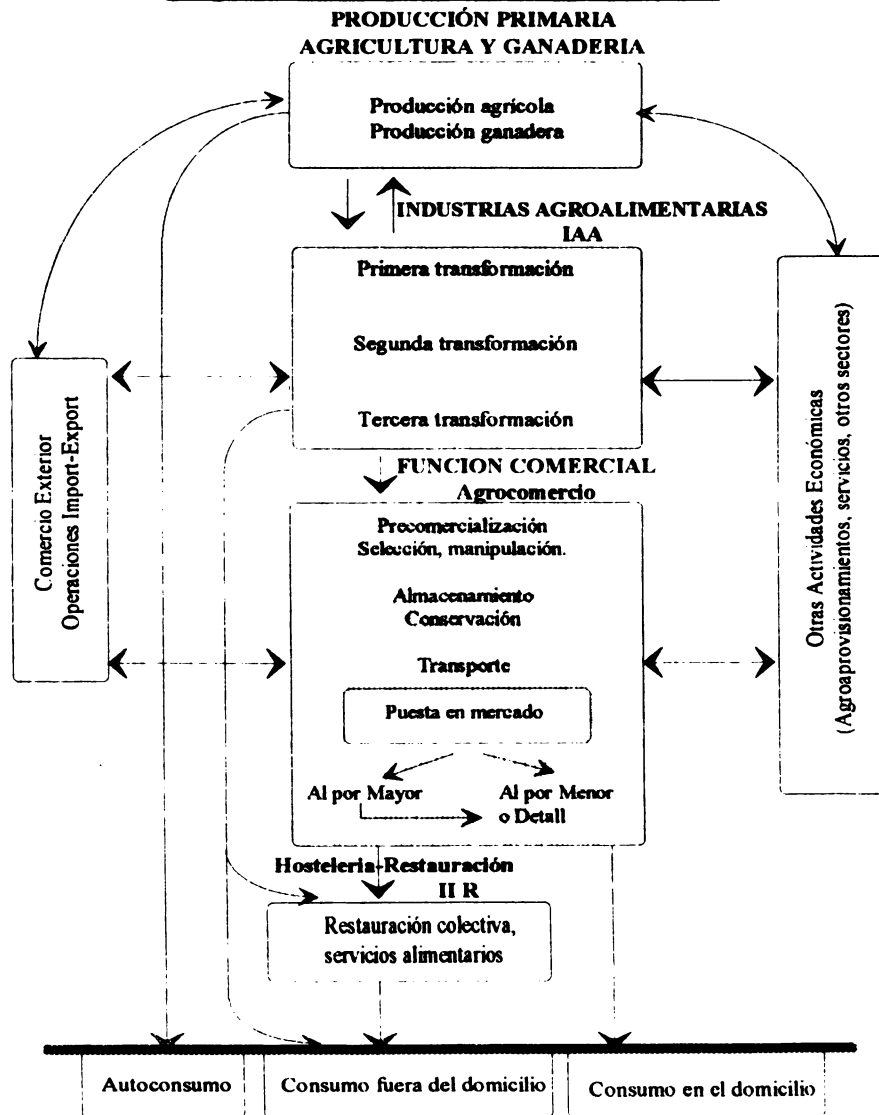 PRODUCCIÓN PRIMARIA
AGRICULTURA Y GANADERIA
Producción agrícola
Producción ganadera
INDUSTRIAS AGROALIMENTARIAS
IAA
Primera transformación
Segunda transformación
Tercera transformación
Comercio Exterior
Operaciones Import-Export
Otras Actividades Económicas
(Agroaprovisionamientos, servicios, otros sectores)
FUNCION COMERCIAL
Agrocomercio
Precomercialización
Selección, manipulación.
Almacenamiento
Conservación
Transporte
Puesta en mercado
Al por Mayor
Al por Menor
o Detall
Hostelería-Restauración
II R
Restauración colectiva,
servicios alimentarios
Autoconsumo
Consumo fuera del domicilio
Consumo en el domicilio